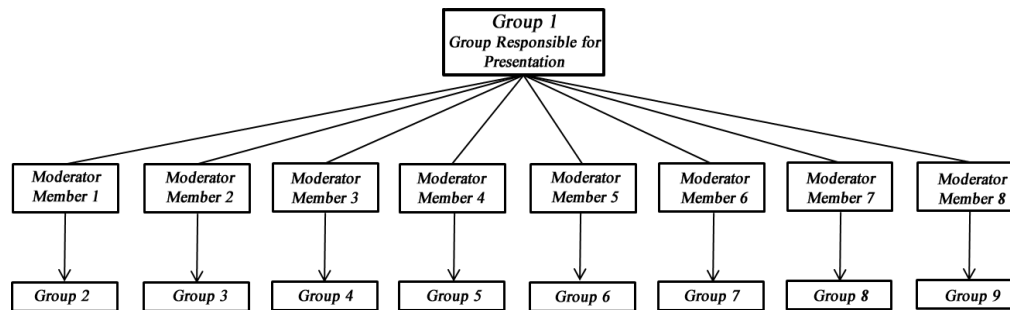 Group 1
Group Responsible for
Presentation
Moderator
Member 1
Moderator
Member 2
Moderator
Member 3
Moderator
Member 4
Moderator
Member 5
Moderator
Member 6
Moderator
Member 7
Moderator
Member 8
Group 2
Group 3
Group 4
Group 5
Group 6
Group 7
Group 8
Group 9